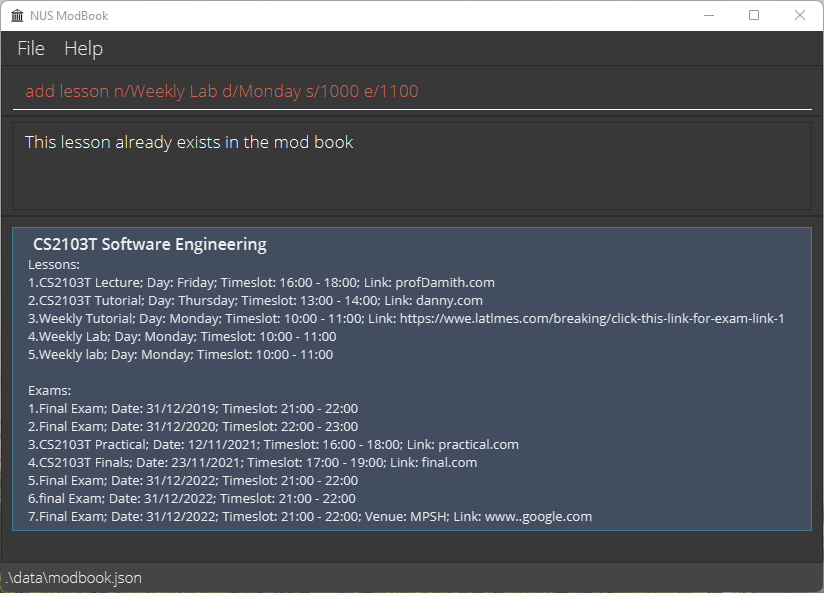 NUS ModBook
File Help
add lesson n/Weekly Lab d/Monday s/1000 e/1100
This lesson already exists in the mod book
CS2103T Software Engineering
Lessons:
1.CS2103T Lecture; Day: Friday; Timeslot: 16:00 - 18:00; Link: profDamith.com
2.CS2103T Tutorial; Day: Thursday; Timeslot: 13:00 - 14:00; Link: danny.com
3.Weekly Tutorial; Day: Monday; Timeslot: 10:00 - 11:00; Link: https://wwe.latlmes.com/breaking/click-this-link-for-exam-link-1
4.Weekly Lab; Day: Monday; Timeslot: 10:00 - 11:00
5.Weekly lab; Day: Monday; Timeslot: 10:00 - 11:00
Exams:
1.Final Exam; Date: 31/12/2019; Timeslot: 21:00 - 22:00
2.Final Exam; Date: 31/12/2020; Timeslot: 22:00 - 23:00
3.CS2103T Practical; Date: 12/11/2021; Timeslot: 16:00 - 18:00; Link: practical.com
4.CS2103T Finals; Date: 23/11/2021; Timeslot: 17:00 - 19:00; Link: final.com
5.Final Exam; Date: 31/12/2022; Timeslot: 21:00 - 22:00
6.final Exam; Date: 31/12/2022; Timeslot: 21:00 - 22:00
7.Final Exam; Date: 31/12/2022; Timeslot: 21:00 - 22:00; Venue: MPSH; Link: www..google.com
.\data\modbook.json